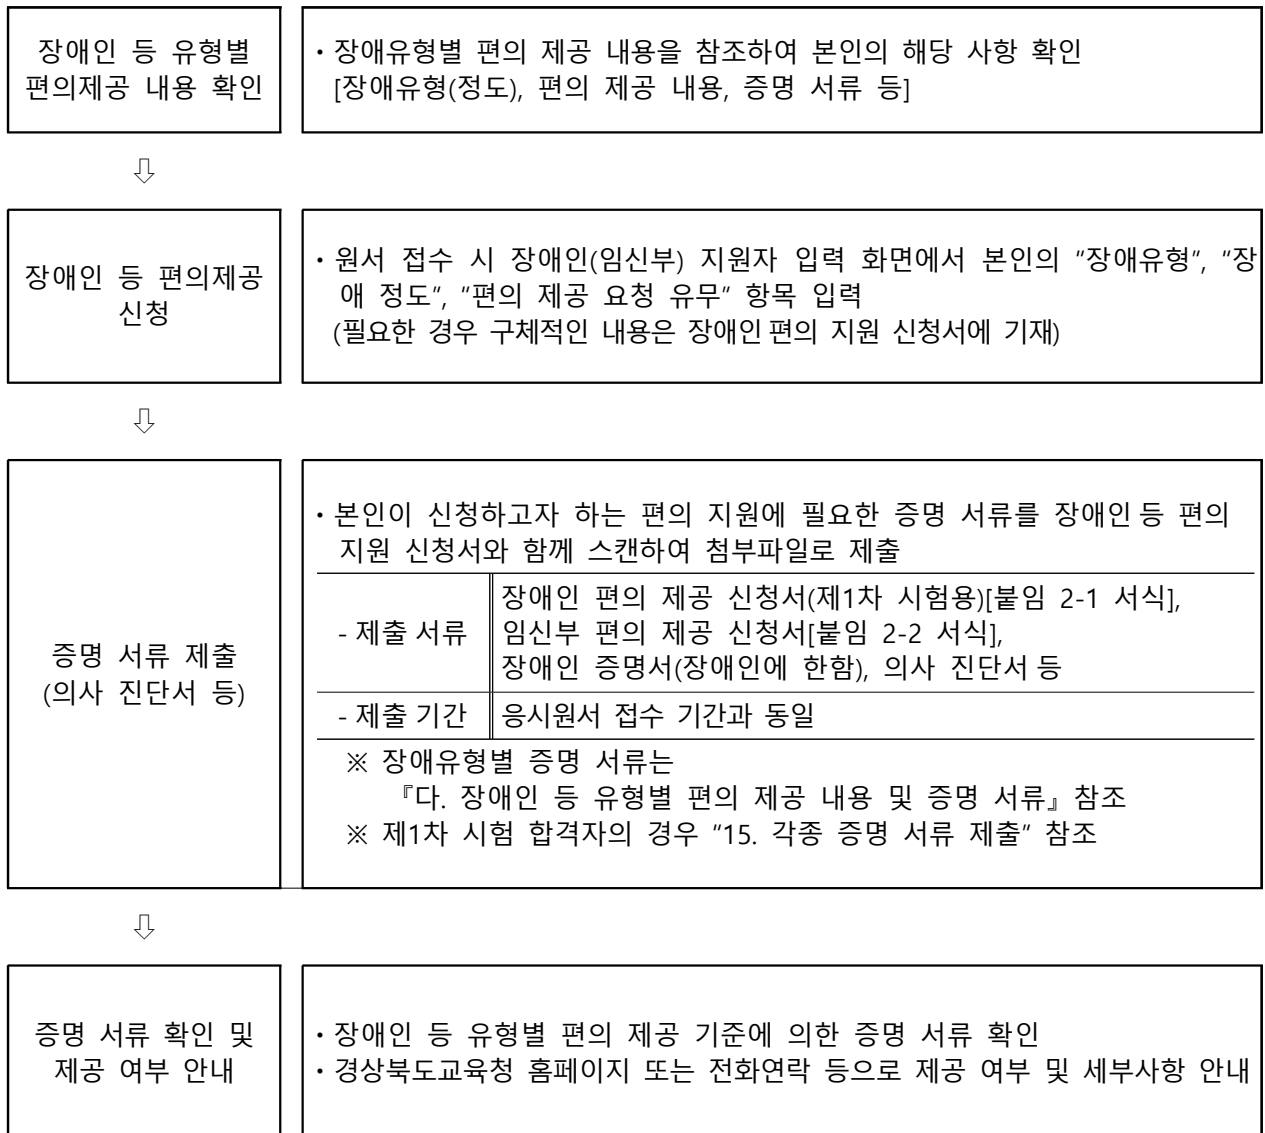 장애인 등 유형별
편의제공 내용 확인
・장애유형별 편의 제공 내용을 참조하여 본인의 해당 사항 확인
[장애유형(정도), 편의 제공 내용, 증명 서류 등]
⇩
장애인 등 편의제공
신청
・원서 접수 시 장애인(임신부) 지원자 입력 화면에서 본인의 "장애유형", "장
애 정도", "편의 제공 요청 유무" 항목 입력
(필요한 경우 구체적인 내용은 장애인 편의 지원 신청서에 기재)
⇩
증명 서류 제출
(의사 진단서 등)
・본인이 신청하고자 하는 편의 지원에 필요한 증명 서류를 장애인 등 편의
지원 신청서와 함께 스캔하여 첨부파일로 제출
- 제출 서류
장애인 편의 제공 신청서(제1차 시험용)[붙임 2-1 서식],
임신부 편의 제공 신청서[붙임 2-2 서식],
장애인 증명서(장애인에 한함), 의사 진단서 등
- 제출 기간
응시원서 접수 기간과 동일
※ 장애유형별 증명 서류는
『다. 장애인 등 유형별 편의 제공 내용 및 증명 서류』 참조
※ 제1차 시험 합격자의 경우 "15. 각종 증명 서류 제출" 참조
⇩
증명 서류 확인 및
제공 여부 안내
・장애인 등 유형별 편의 제공 기준에 의한 증명 서류 확인
・경상북도교육청 홈페이지 또는 전화연락 등으로 제공 여부 및 세부사항 안내